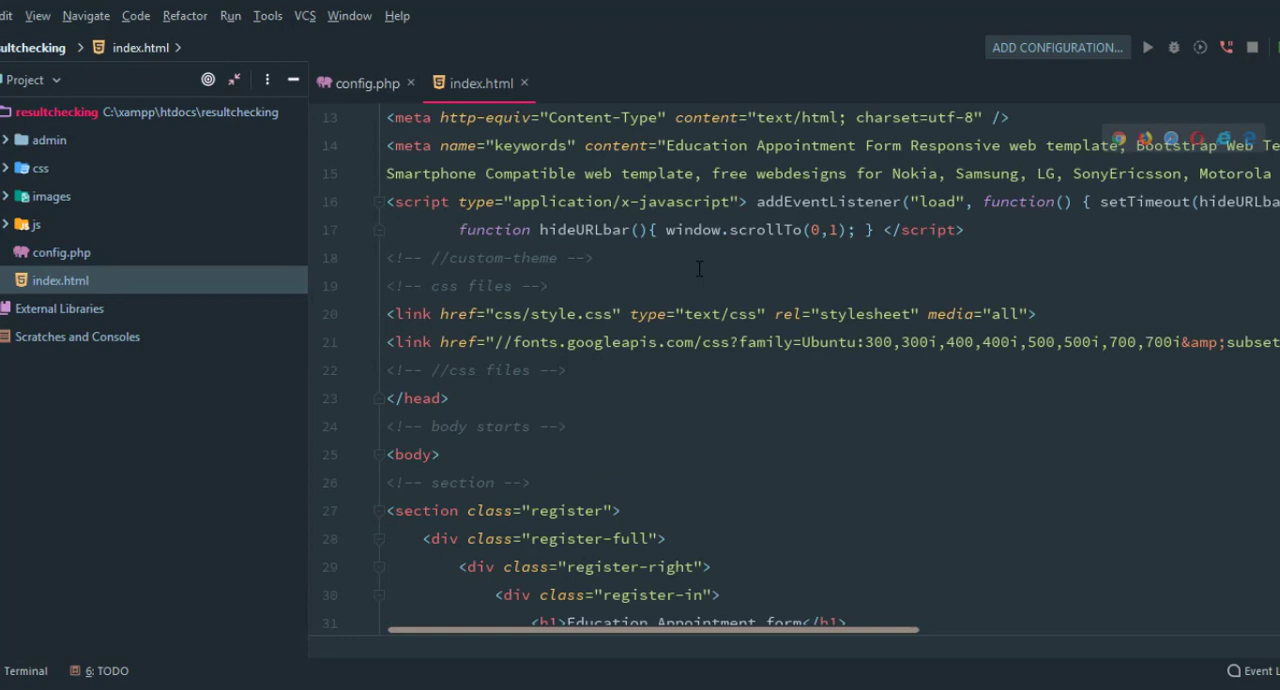 dit View Navigate Code Refactor Run Tools VCS Window Help
ultchecking index.html
ADD CONFIGURATION...
Project
config.php index.html
resultchecking C:\xampp\htdocs\resultchecking
admin
css
images
js
config.php
index.html
External Libraries
Scratches and Consoles
13 <meta http-equiv="Content-Type" content="text/html; charset=utf-8" />
14 <meta name="keywords" content="Education Appointment Form Responsive web template, Bootstrap Web Te
15 Smartphone Compatible web template, free webdesigns for Nokia, Samsung, LG, SonyEricsson, Motorola
16 <script type="application/x-javascript"> addEventListener("load", function() { setTimeout(hideURLba
17 function hideURLbar(){ window.scrollTo(0,1); } </script>
18 <!-- //custom-theme -->
19 <!-- css files -->
20 <link href="css/style.css" type="text/css" rel="stylesheet" media="all">
21 <link href="//fonts.googleapis.com/css?family=Ubuntu:300,300i,400,400i,500,500i,700,700i&amp;subset
22 <!-- //css files -->
23 </head>
24 <!-- body starts -->
25 <body>
26 <!-- section -->
27 <section class="register">
28 <div class="register-full">
29 <div class="register-right">
30 <div class="register-in">
31 <h1>Education Appointment form</h1>
Terminal 6: TODO
Event L